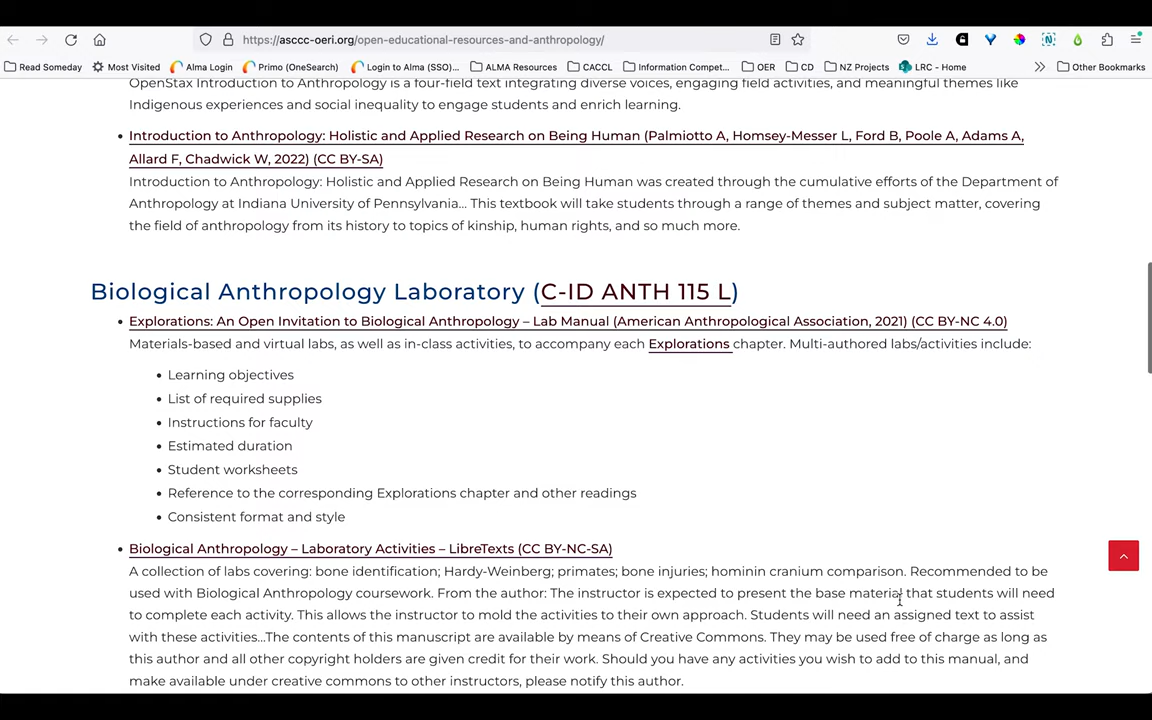 https://asccc-oeri.org/open-educational-resources-and-anthropology/
Read Someday Most Visited Alma Login Primo (OneSearch) Login to Alma (SSO)... ALMA Resources CACCL Information Compet... OER CD NZ Projects LRC - Home Other Bookmarks
OpenStax Introduction to Anthropology is a four-field text integrating diverse voices, engaging field activities, and meaningful themes like
Indigenous experiences and social inequality to engage students and enrich learning.
• Introduction to Anthropology: Holistic and Applied Research on Being Human (Palmiotto A, Homsey-Messer L, Ford B, Poole A, Adams A,
Allard F, Chadwick W, 2022) (CC BY-SA)
Introduction to Anthropology: Holistic and Applied Research on Being Human was created through the cumulative efforts of the Department of
Anthropology at Indiana University of Pennsylvania... This textbook will take students through a range of themes and subject matter, covering
the field of anthropology from its history to topics of kinship, human rights, and so much more.
Biological Anthropology Laboratory (C-ID ANTH 115 L)
• Explorations: An Open Invitation to Biological Anthropology – Lab Manual (American Anthropological Association, 2021) (CC BY-NC 4.0)
Materials-based and virtual labs, as well as in-class activities, to accompany each Explorations chapter. Multi-authored labs/activities include:
• Learning objectives
• List of required supplies
• Instructions for faculty
• Estimated duration
• Student worksheets
• Reference to the corresponding Explorations chapter and other readings
• Consistent format and style
• Biological Anthropology – Laboratory Activities – LibreTexts (CC BY-NC-SA)
A collection of labs covering: bone identification; Hardy-Weinberg; primates; bone injuries; hominin cranium comparison. Recommended to be
used with Biological Anthropology coursework. From the author: The instructor is expected to present the base material that students will need
to complete each activity. This allows the instructor to mold the activities to their own approach. Students will need an assigned text to assist
with these activities...The contents of this manuscript are available by means of Creative Commons. They may be used free of charge as long as
this author and all other copyright holders are given credit for their work. Should you have any activities you wish to add to this manual, and
make available under creative commons to other instructors, please notify this author.